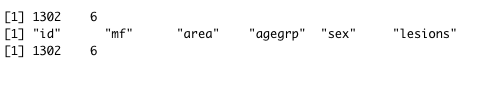 [1] 1302    6
[1] "id"      "mf"      "area"    "agegrp"  "sex"     "lesions"
[1] 1302    6